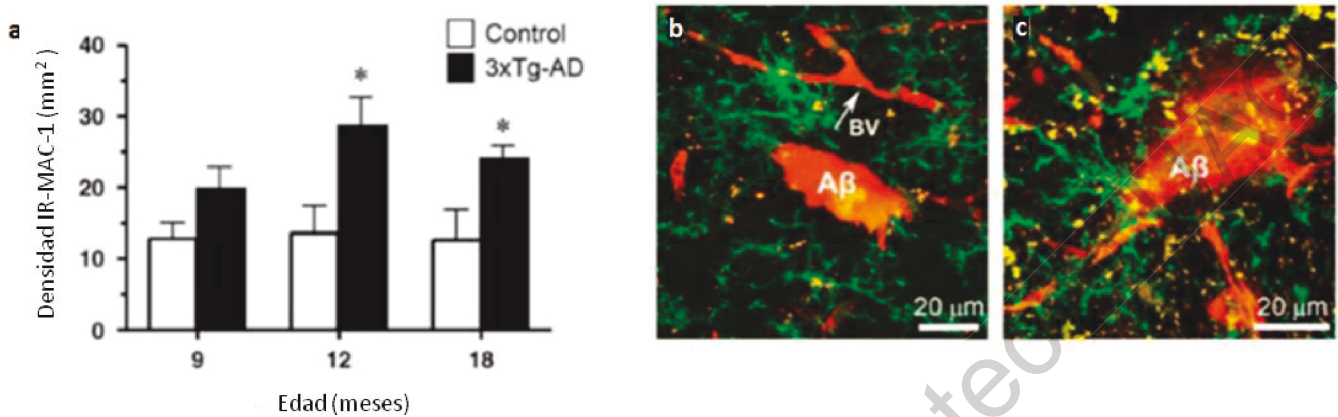 a
Densidad IR-MAC-1 (mm²)
40
30
20
10
0
Control
3xTg-AD
*
*
9
12
18
Edad (meses)
b
BV
Aβ
20 μm
c
Aβ
20 μm